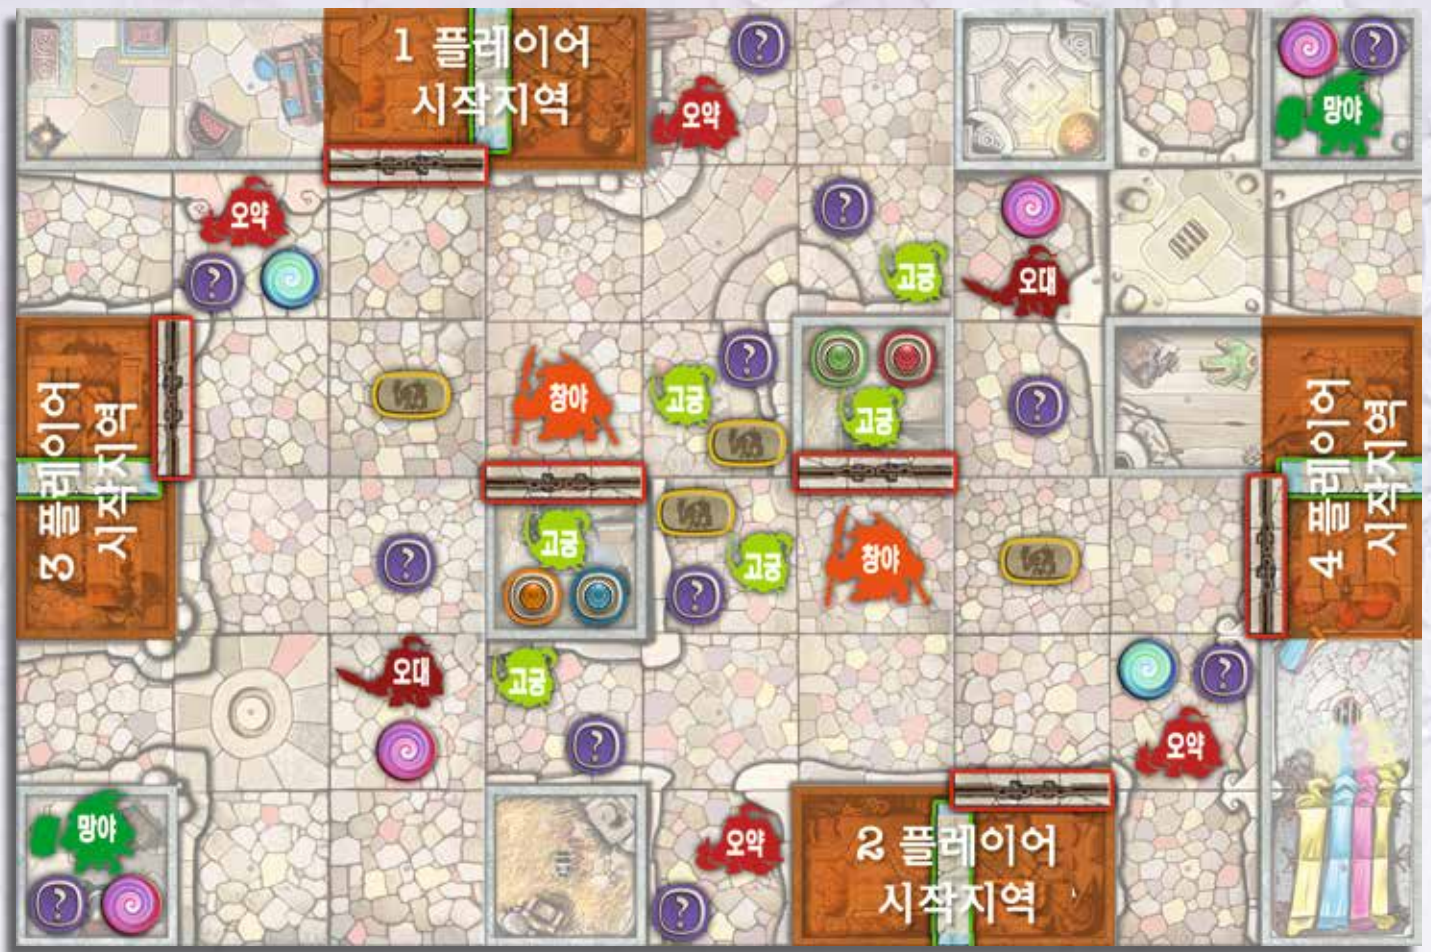 1 플레이어
시작지역
?
오약
?
망야
오약
?
?
고궁
오대
3 플레이어
시작지역
창야
고궁
?
고궁
?
4 플레이어
시작지역
?
고궁
고궁
?
창야
오대
고궁
?
?
오약
망야
?
오약
?
2 플레이어
시작지역